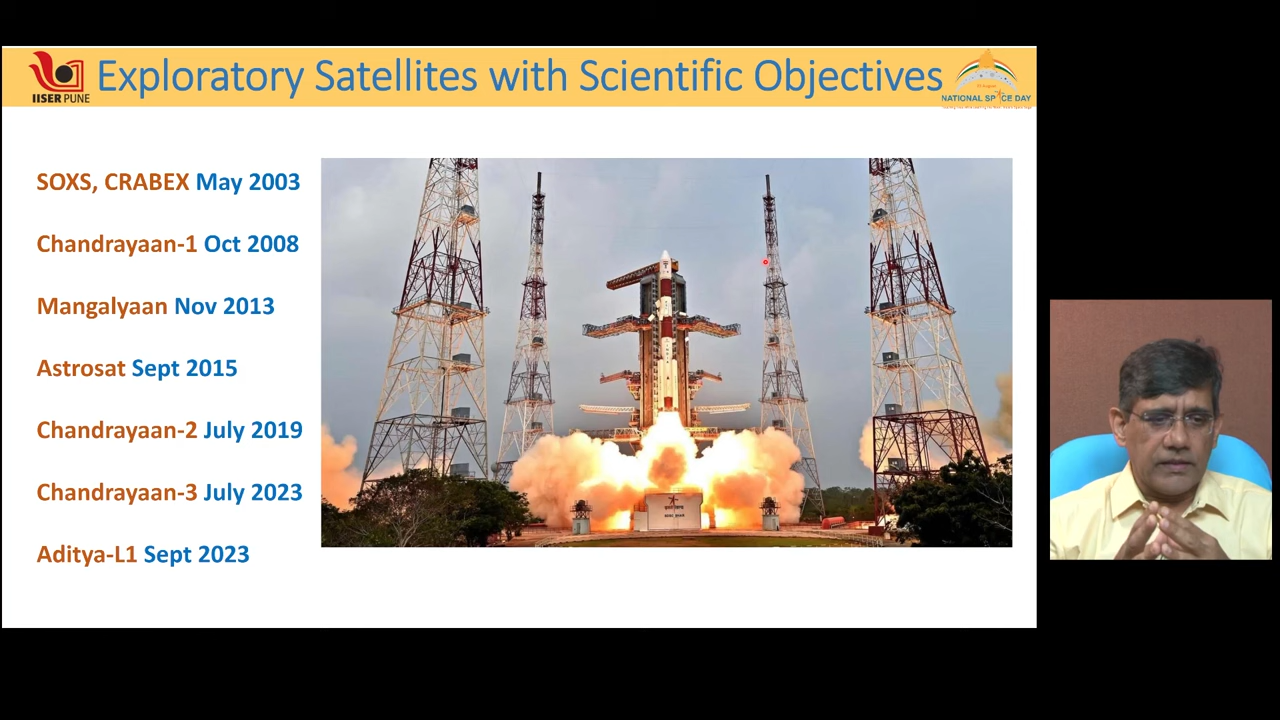 Exploratory Satellites with Scientific Objectives
IISER PUNE
NATIONAL SPACE DAY
SOXS, CRABEX May 2003
Chandrayaan-1 Oct 2008
Mangalyaan Nov 2013
Astrosat Sept 2015
Chandrayaan-2 July 2019
Chandrayaan-3 July 2023
Aditya-L1 Sept 2023